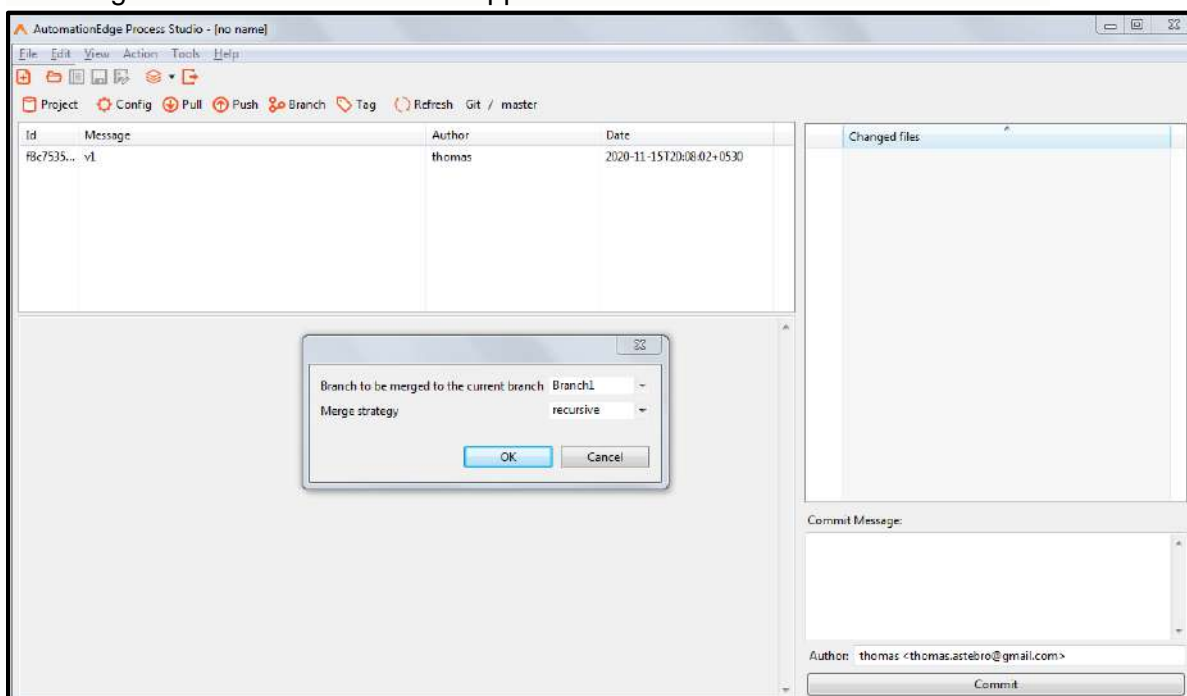 AutomationEdge Process Studio - [no name]
File Edit View Action Tools Help
Project Config Pull Push Branch Tag Refresh Git / master
Id Message Author Date
f8c7535... v1 thomas 2020-11-15T20:08:02+0530
Changed files
Branch to be merged to the current branch Branch1
Merge strategy recursive
OK Cancel
Commit Message:
Author: thomas <thomas.astebro@gmail.com>
Commit